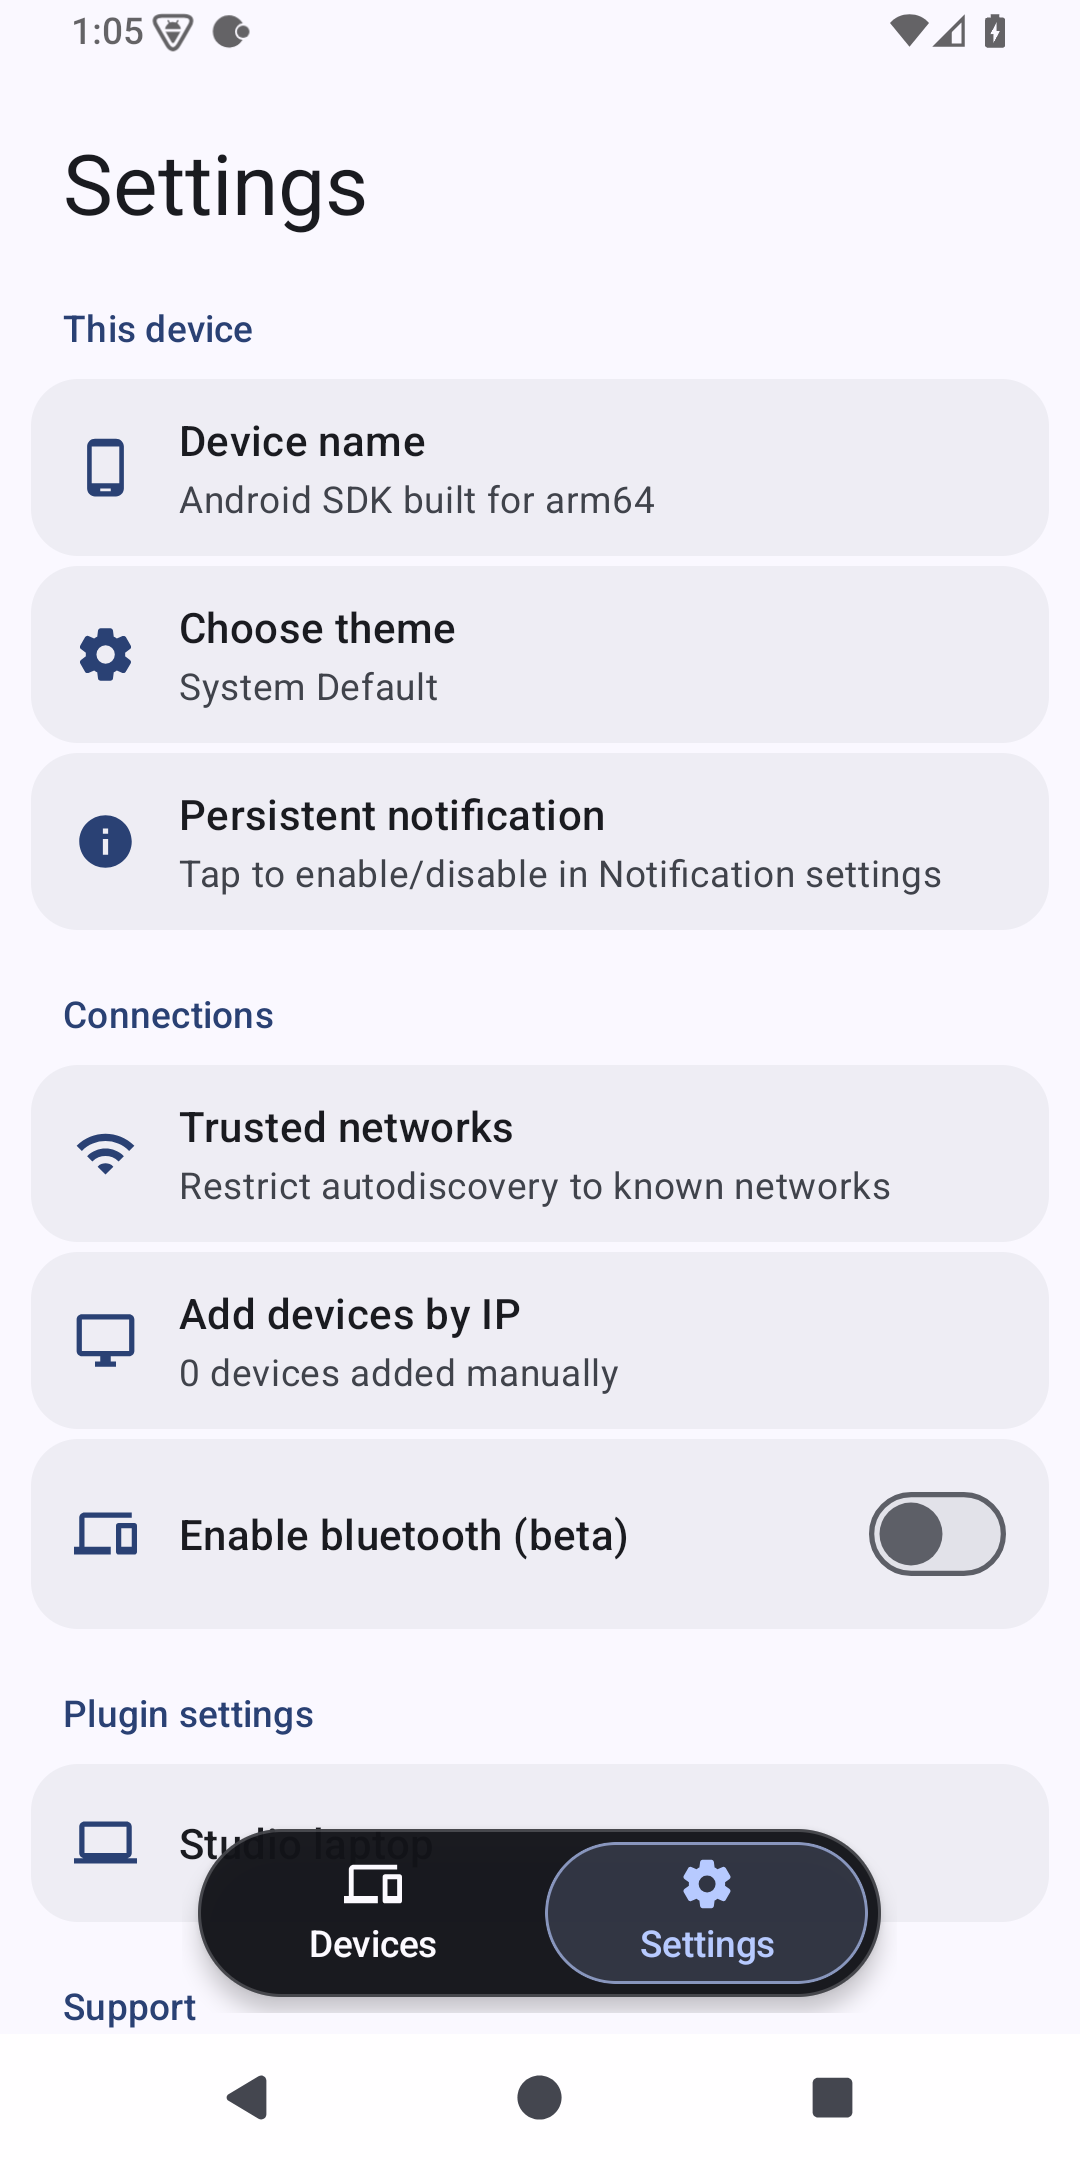 1:05
Settings
This device
Device name
Android SDK built for arm64
Choose theme
System Default
Persistent notification
Tap to enable/disable in Notification settings
Connections
Trusted networks
Restrict autodiscovery to known networks
Add devices by IP
0 devices added manually
Enable bluetooth (beta)
Plugin settings
Studio laptop
Devices
Settings
Support